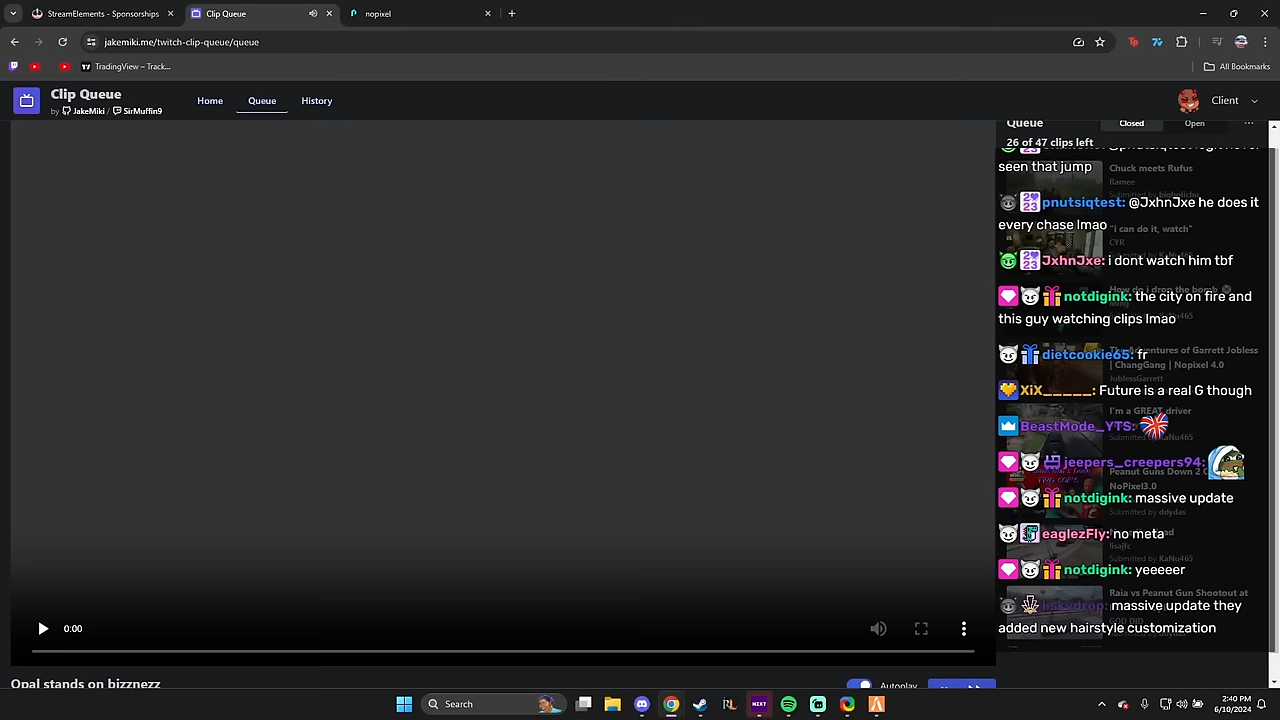 StreamElements - Sponsorships
Clip Queue
nopixel
jakemiki.me/twitch-clip-queue/queue
TradingView – Track...
All Bookmarks
Clip Queue
by JakeMiki / SirMuffin9
Home
Queue
History
Client
Queue
Closed
Open
26 of 47 clips left
seen that jump
Chuck meets Rufus
Ramee
pnutsiqtest: @JxhnJxe he does it
every chase lmao
"i can do it, watch"
CYR
JxhnJxe: i dont watch him tbf
How do i drop the bomb
notdigink: the city on fire and
this guy watching clips lmao
The Adventures of Garrett Jobless
| ChangGang | Nopixel 4.0
JoblessGarrett
dietcookie65: fr
XiX_____: Future is a real G though
I'm a GREAT driver
BeastMode_YTS:
Submitted by KaNu465
jeepers_creepers94:
Peanut Guns Down 2
NoPixel3.0
notdigink: massive update
Submitted by ddydas
eaglezFly: no meta
lisajfc
Submitted by KaNu465
notdigink: yeeeeer
Raia vs Peanut Gun Shootout at
liskydrop: massive update they
GOD DID
added new hairstyle customization
0:00
Opal stands on bizznezz
Autoplay
Search
NEXT
2:40 PM
6/10/2024